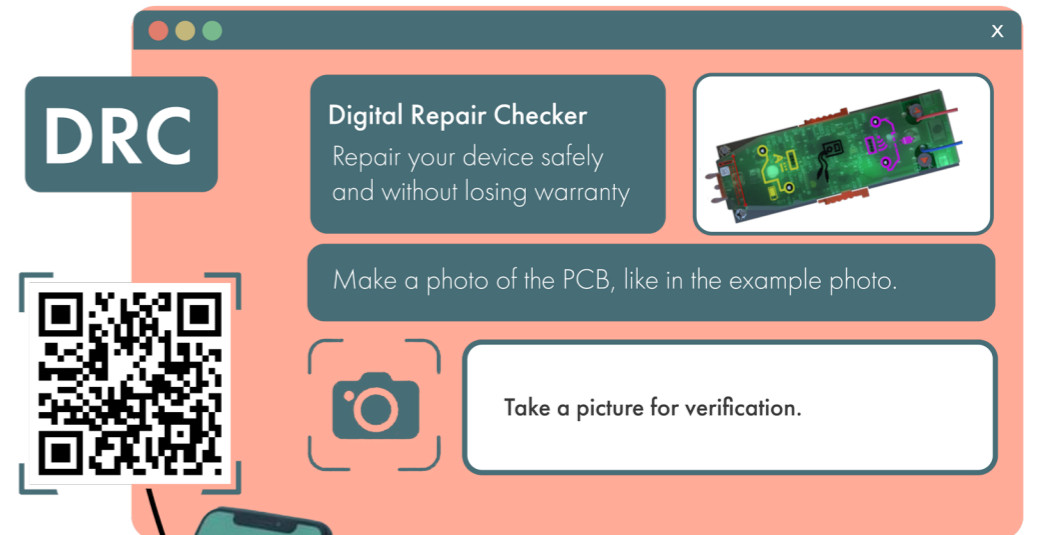 X
DRC
Digital Repair Checker
Repair your device safely
and without losing warranty
Make a photo of the PCB, like in the example photo.
Take a picture for verification.